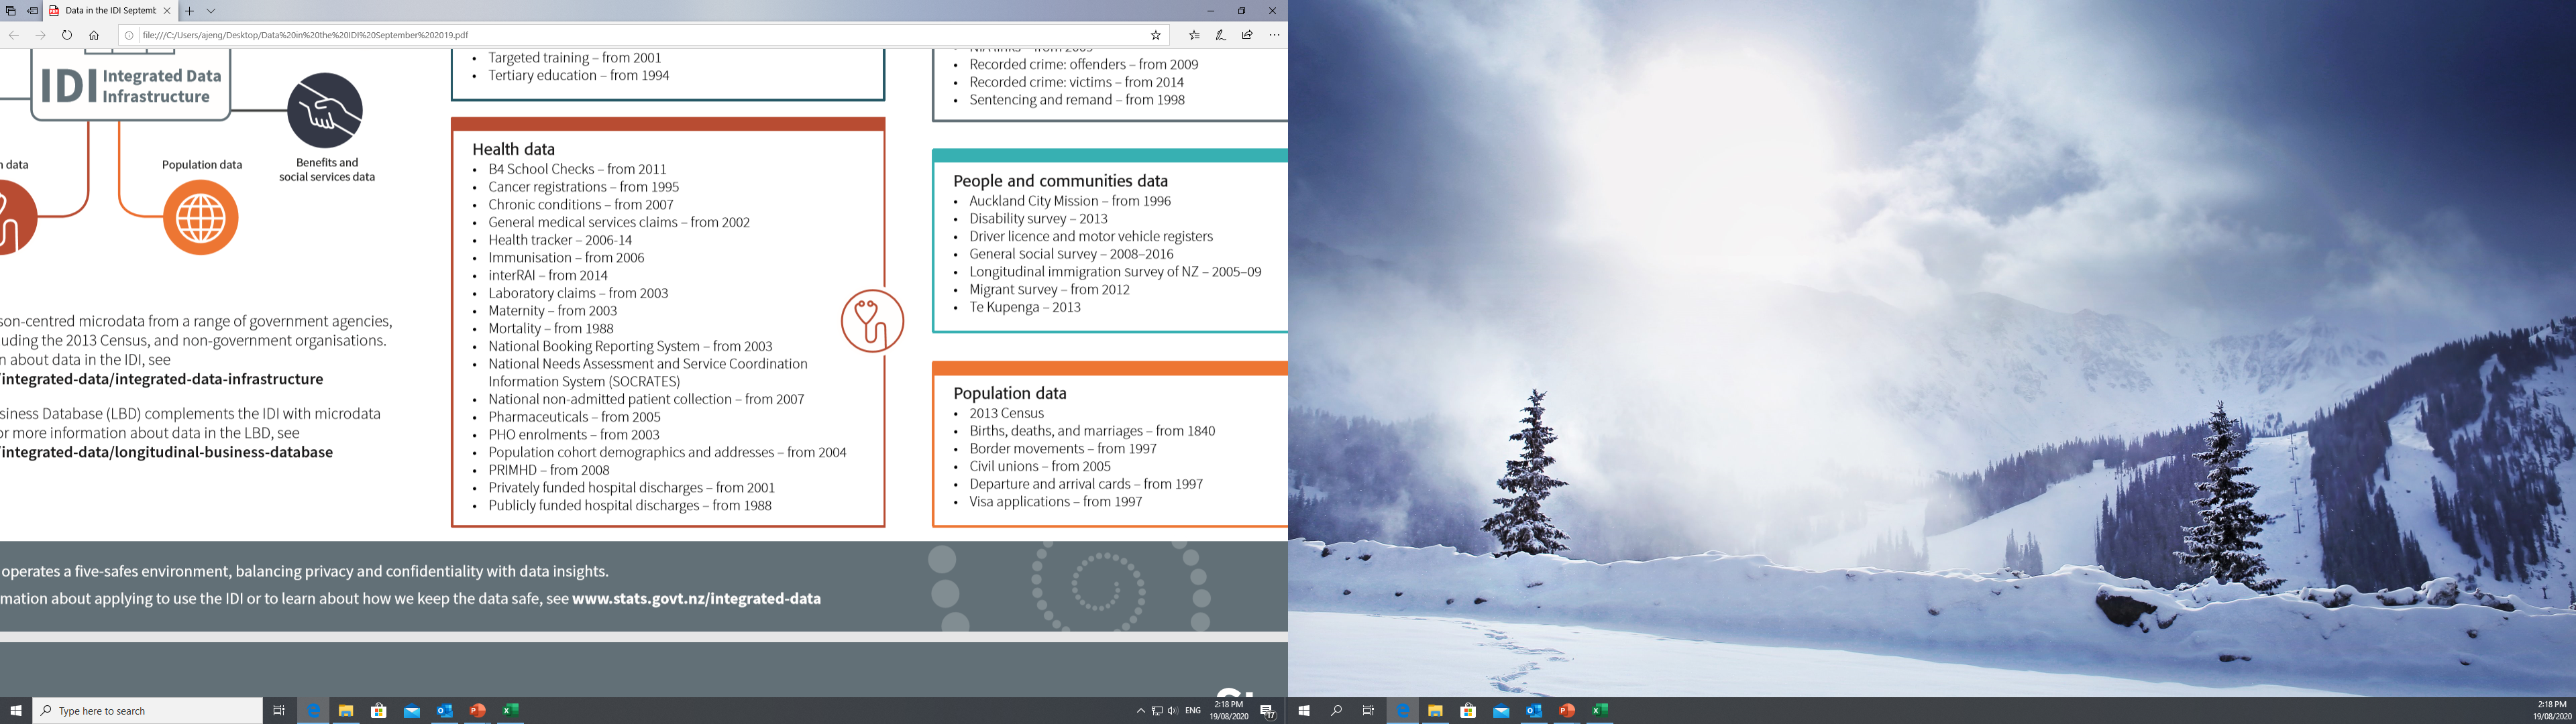 Data in the IDI Septemb
file:///C:/Users/ajeng/Desktop/Data%20in%20the%20IDI%20September%202019.pdf
IDI Integrated Data
Infrastructure
data
Population data
Benefits and
social services data
son-centred microdata from a range of government agencies,
uding the 2013 Census, and non-government organisations.
n about data in the IDI, see
/integrated-data/integrated-data-infrastructure
siness Database (LBD) complements the IDI with microdata
or more information about data in the LBD, see
/integrated-data/longitudinal-business-database
• Targeted training – from 2001
• Tertiary education – from 1994
Health data
• B4 School Checks – from 2011
• Cancer registrations – from 1995
• Chronic conditions – from 2007
• General medical services claims – from 2002
• Health tracker – 2006-14
• Immunisation – from 2006
• interRAI – from 2014
• Laboratory claims – from 2003
• Maternity – from 2003
• Mortality – from 1988
• National Booking Reporting System – from 2003
• National Needs Assessment and Service Coordination
Information System (SOCRATES)
• National non-admitted patient collection – from 2007
• Pharmaceuticals – from 2005
• PHO enrolments – from 2003
• Population cohort demographics and addresses – from 2004
• PRIMHD – from 2008
• Privately funded hospital discharges – from 2001
• Publicly funded hospital discharges – from 1988
• Recorded crime: offenders – from 2009
• Recorded crime: victims – from 2014
• Sentencing and remand – from 1998
People and communities data
• Auckland City Mission – from 1996
• Disability survey – 2013
• Driver licence and motor vehicle registers
• General social survey – 2008–2016
• Longitudinal immigration survey of NZ – 2005–09
• Migrant survey – from 2012
• Te Kupenga – 2013
Population data
• 2013 Census
• Births, deaths, and marriages – from 1840
• Border movements – from 1997
• Civil unions – from 2005
• Departure and arrival cards – from 1997
• Visa applications – from 1997
operates a five-safes environment, balancing privacy and confidentiality with data insights.
mation about applying to use the IDI or to learn about how we keep the data safe, see www.stats.govt.nz/integrated-data
Type here to search
ENG
2:18 PM
19/08/2020
17
2:18 PM
19/08/2020